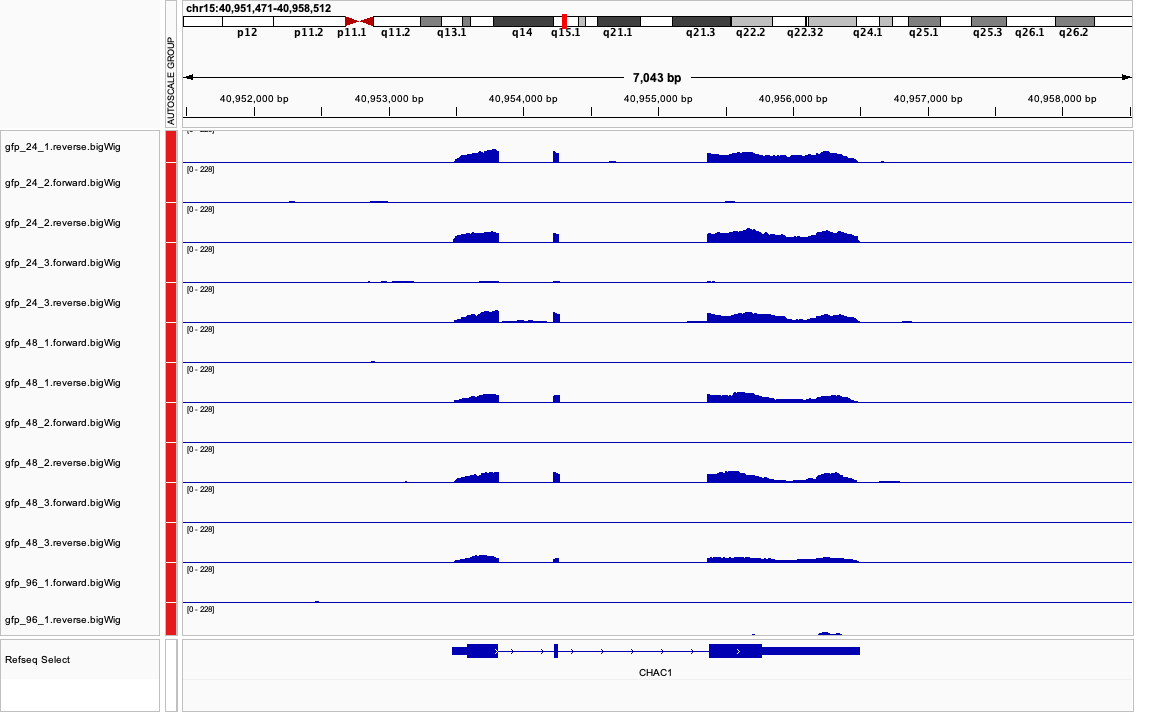 chr15:40,951,471-40,958,512
p12 p11.2 p11.1 q11.2 q13.1 q14 q15.1 q21.1 q21.3 q22.2 q22.32 q24.1 q25.1 q25.3 q26.1 q26.2
7,043 bp
40,952,000 bp 40,953,000 bp 40,954,000 bp 40,955,000 bp 40,956,000 bp 40,957,000 bp 40,958,000 bp
AUTOSCALE GROUP
gfp_24_1.reverse.bigWig
[0 - 228]
gfp_24_2.forward.bigWig
[0 - 228]
gfp_24_2.reverse.bigWig
[0 - 228]
gfp_24_3.forward.bigWig
[0 - 228]
gfp_24_3.reverse.bigWig
[0 - 228]
gfp_48_1.forward.bigWig
[0 - 228]
gfp_48_1.reverse.bigWig
[0 - 228]
gfp_48_2.forward.bigWig
[0 - 228]
gfp_48_2.reverse.bigWig
[0 - 228]
gfp_48_3.forward.bigWig
[0 - 228]
gfp_48_3.reverse.bigWig
[0 - 228]
gfp_96_1.forward.bigWig
[0 - 228]
gfp_96_1.reverse.bigWig
Refseq Select
CHAC1